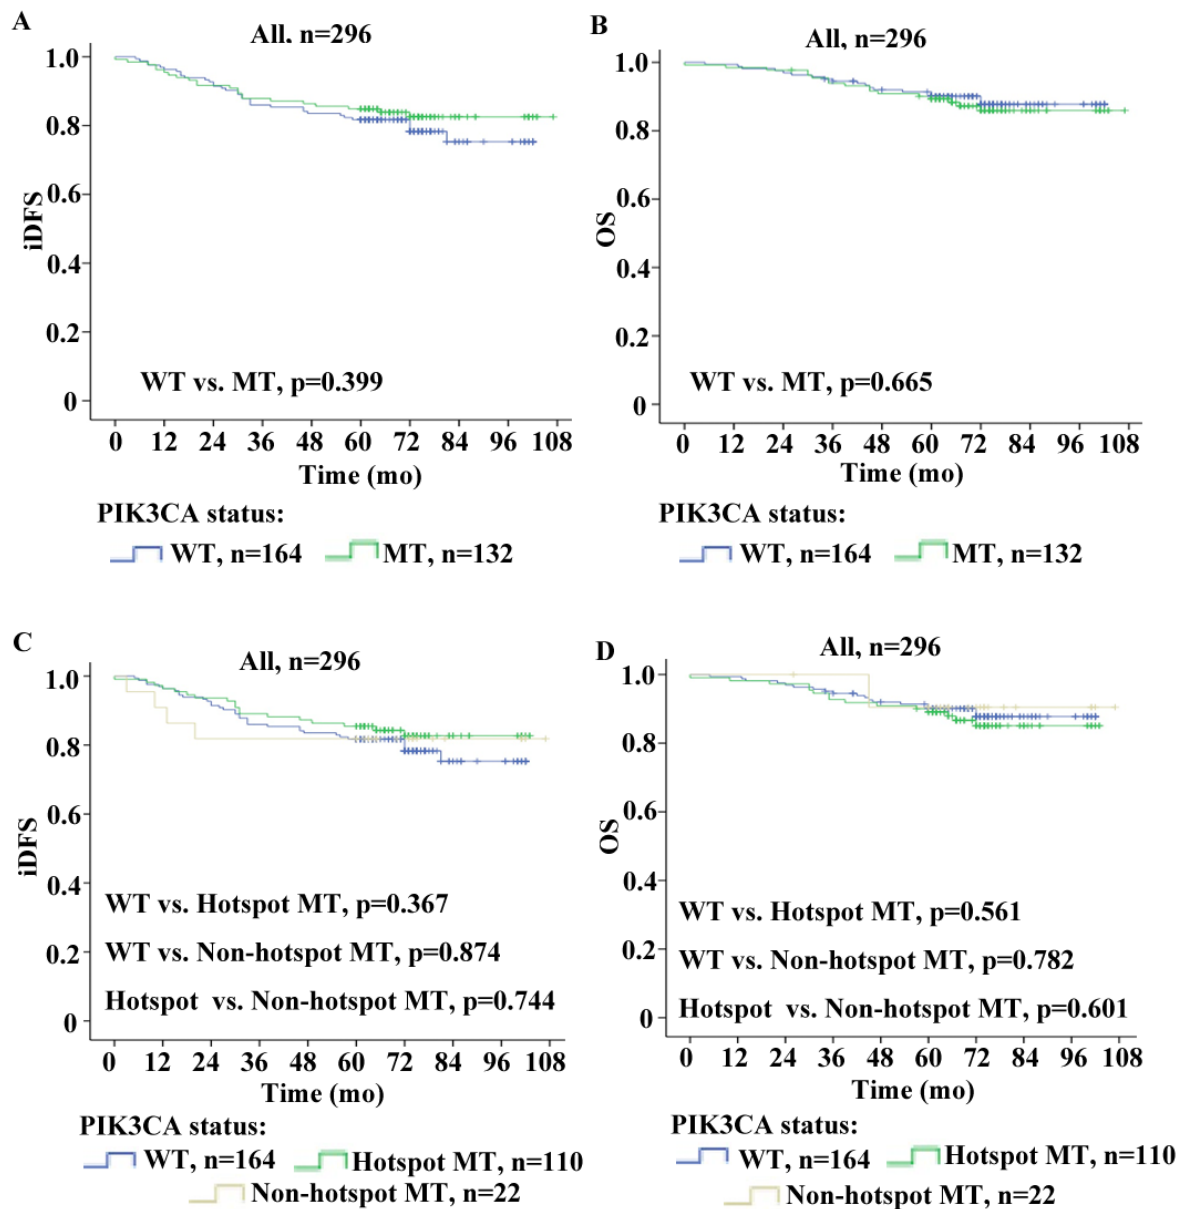 A
All, n=296
1.0
0.8
0.6
0.4
0.2
0
iDFS
WT vs. MT, p=0.399
0 12 24 36 48 60 72 84 96 108
Time (mo)
PIK3CA status:
WT, n=164 MT, n=132
B
All, n=296
1.0
0.8
0.6
0.4
0.2
0
OS
WT vs. MT, p=0.665
0 12 24 36 48 60 72 84 96 108
Time (mo)
PIK3CA status:
WT, n=164 MT, n=132
C
All, n=296
1.0
0.8
0.6
0.4
0.2
0
iDFS
WT vs. Hotspot MT, p=0.367
WT vs. Non-hotspot MT, p=0.874
Hotspot vs. Non-hotspot MT, p=0.744
0 12 24 36 48 60 72 84 96 108
Time (mo)
PIK3CA status:
WT, n=164 Hotspot MT, n=110
Non-hotspot MT, n=22
D
All, n=296
1.0
0.8
0.6
0.4
0.2
0
OS
WT vs. Hotspot MT, p=0.561
WT vs. Non-hotspot MT, p=0.782
Hotspot vs. Non-hotspot MT, p=0.601
0 12 24 36 48 60 72 84 96 108
Time (mo)
PIK3CA status:
WT, n=164 Hotspot MT, n=110
Non-hotspot MT, n=22